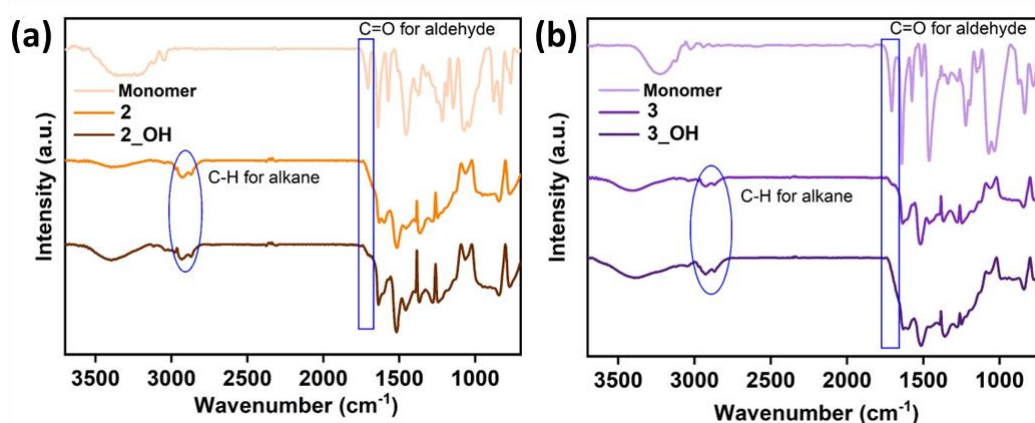 (a)
C=O for aldehyde
Monomer
2
2_OH
C-H for alkane
Intensity (a.u.)
3500 3000 2500 2000 1500 1000
Wavenumber (cm⁻¹)
(b)
C=O for aldehyde
Monomer
3
3_OH
C-H for alkane
Intensity (a.u.)
3500 3000 2500 2000 1500 1000
Wavenumber (cm⁻¹)